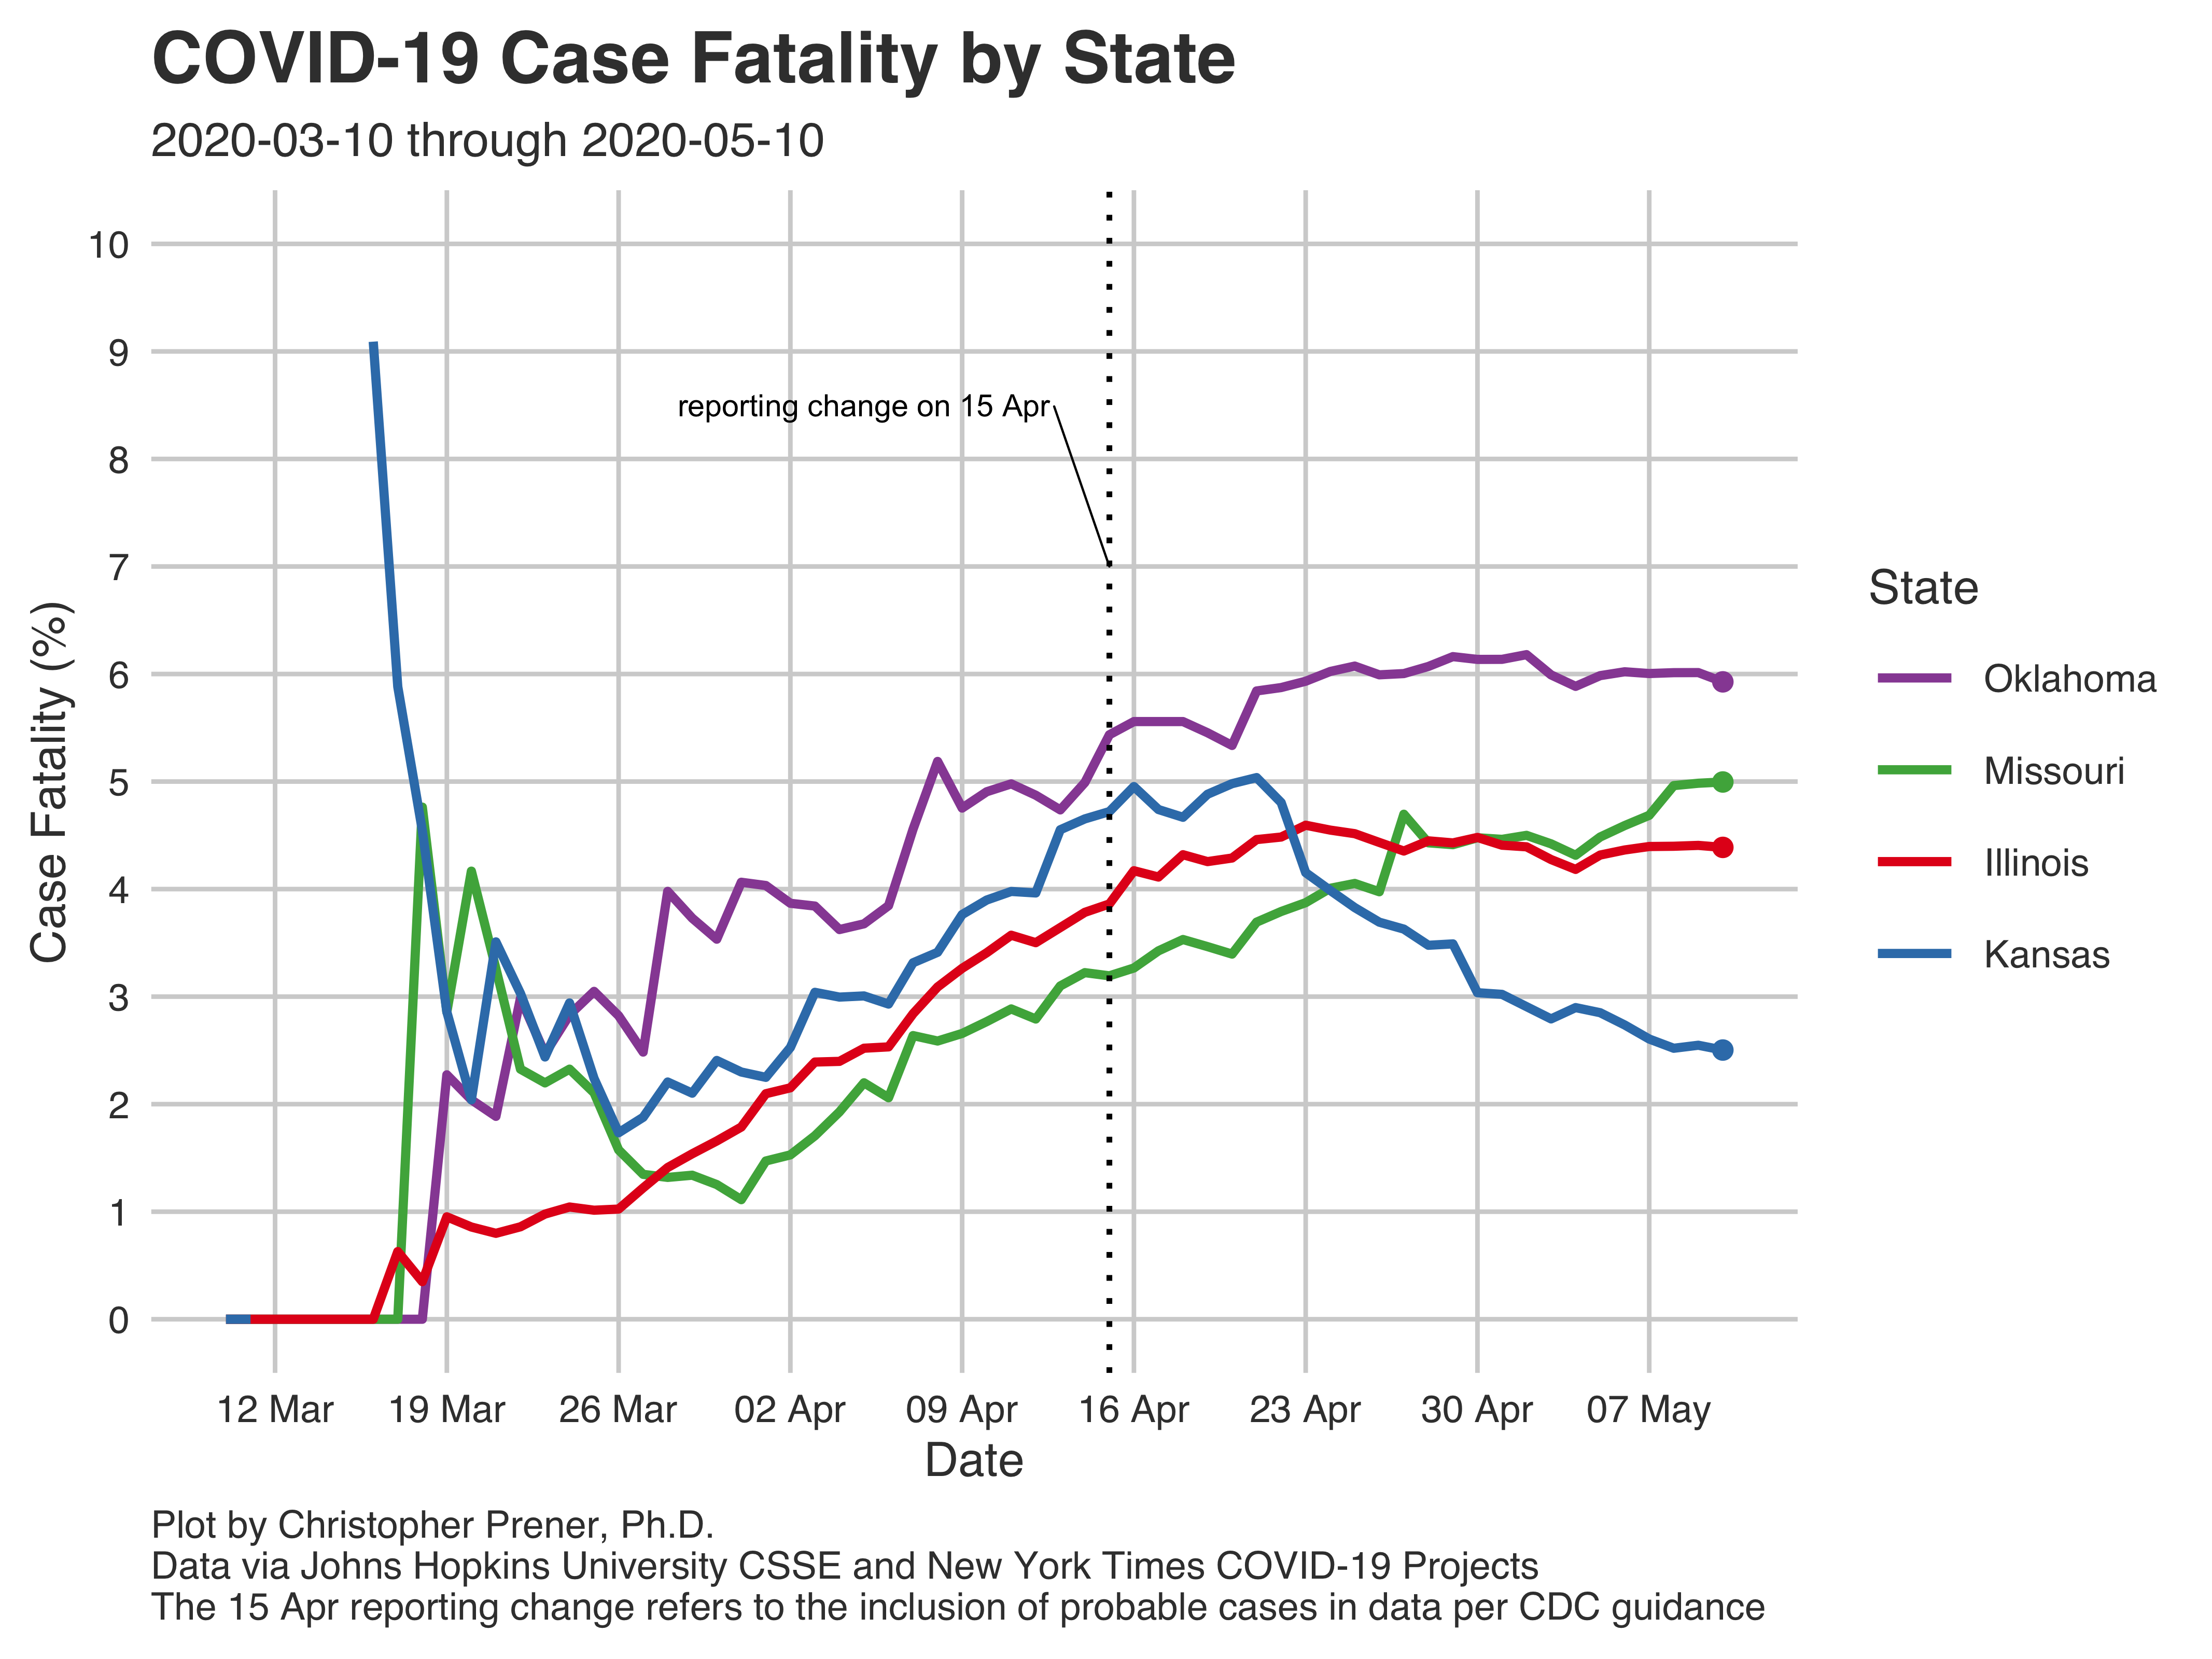 COVID-19 Case Fatality by State
2020-03-10 through 2020-05-10
10
9
reporting change on 15 Apr
8
7
6
5
4
3
2
1
0
Case Fatality (%)
12 Mar 19 Mar 26 Mar 02 Apr 09 Apr 16 Apr 23 Apr 30 Apr 07 May
Date
State
Oklahoma
Missouri
Illinois
Kansas
Plot by Christopher Prener, Ph.D.
Data via Johns Hopkins University CSSE and New York Times COVID-19 Projects
The 15 Apr reporting change refers to the inclusion of probable cases in data per CDC guidance